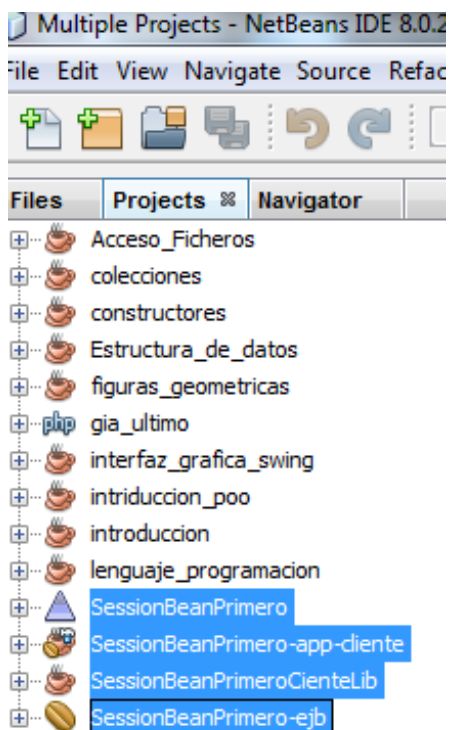 Multiple Projects - NetBeans IDE 8.0.2
File Edit View Navigate Source Refac
Files Projects Navigator
Acceso_Ficheros
colecciones
constructores
Estructura_de_datos
figuras_geometricas
php gia_ultimo
interfaz_grafica_swing
intriduccion_poo
introduccion
lenguaje_programacion
SessionBeanPrimero
SessionBeanPrimero-app-cliente
SessionBeanPrimeroCienteLib
SessionBeanPrimero-ejb